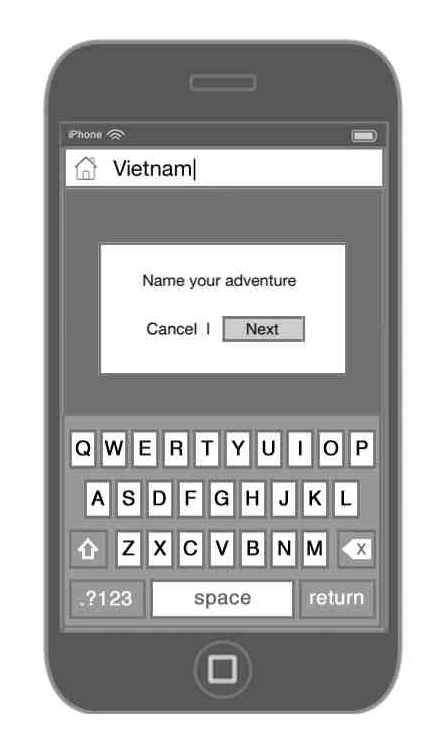 iPhone
Vietnam
Name your adventure
Cancel | Next
Q W E R T Y U I O P
A S D F G H J K L
Z X C V B N M X
.?123 space return